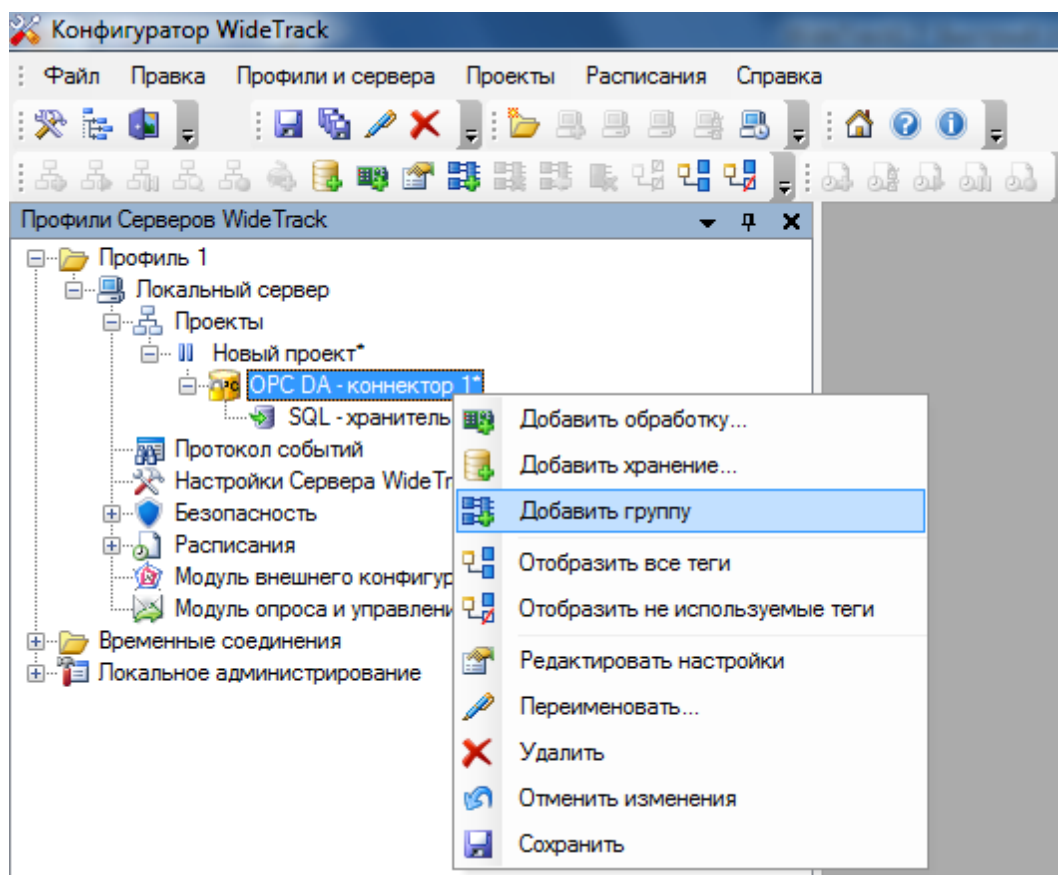 Конфигуратор WideTrack
Файл Правка Профили и сервера Проекты Расписания Справка
Профили Серверов WideTrack
Профиль 1
Локальный сервер
Проекты
Новый проект*
OPC DA - коннектор 1*
SQL - хранитель
Протокол событий
Настройки Сервера WideTr
Безопасность
Расписания
Модуль внешнего конфигур
Модуль опроса и управлени
Временные соединения
Локальное администрирование
Добавить обработку...
Добавить хранение...
Добавить группу
Отобразить все теги
Отобразить не используемые теги
Редактировать настройки
Переименовать...
Удалить
Отменить изменения
Сохранить